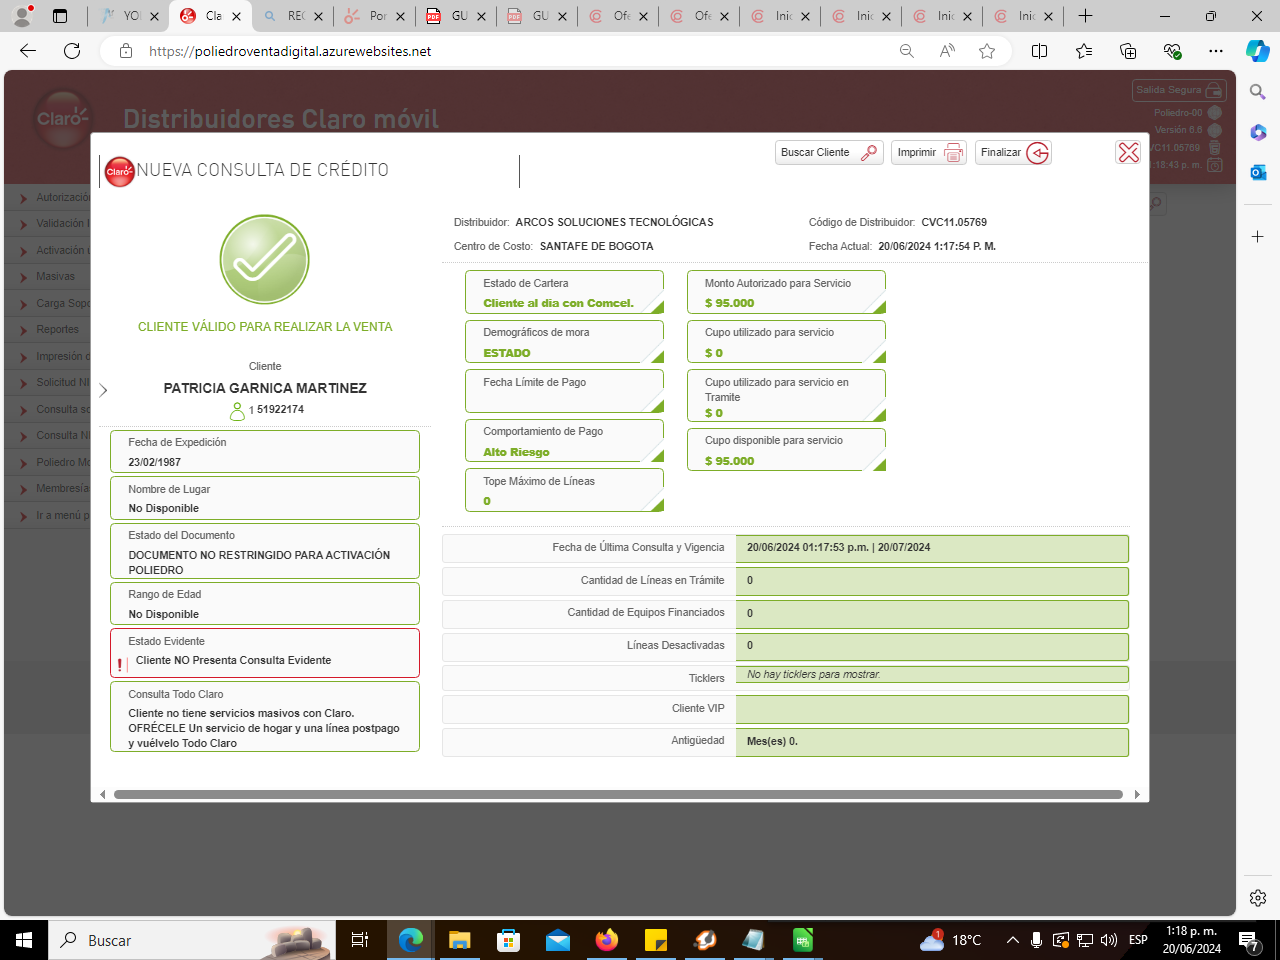 YOU
Cla
REC
Por
GU
GU
Ofe
Ofe
Inic
Inic
Inic
Inic
https://poliedroventadigital.azurewebsites.net
Salida Segura
Claro
Distribuidores Claro móvil
Poliedro-00
Versión 6.6
VC11.05769
1:18:43 p. m.
Buscar Cliente
Imprimir
Finalizar
Claro
NUEVA CONSULTA DE CRÉDITO
Autorización
Validación
Activación
Masivas
Carga Sopo
Reportes
Impresión d
Solicitud NI
Consulta so
Consulta NI
Poliedro Mo
Membresía
Ir a menú p
CLIENTE VÁLIDO PARA REALIZAR LA VENTA
Cliente
PATRICIA GARNICA MARTINEZ
1 51922174
Fecha de Expedición
23/02/1987
Nombre de Lugar
No Disponible
Estado del Documento
DOCUMENTO NO RESTRINGIDO PARA ACTIVACIÓN
POLIEDRO
Rango de Edad
No Disponible
Estado Evidente
! Cliente NO Presenta Consulta Evidente
Consulta Todo Claro
Cliente no tiene servicios masivos con Claro.
OFRÉCELE Un servicio de hogar y una línea postpago
y vuélvelo Todo Claro
Distribuidor: ARCOS SOLUCIONES TECNOLÓGICAS
Código de Distribuidor: CVC11.05769
Centro de Costo: SANTAFE DE BOGOTA
Fecha Actual: 20/06/2024 1:17:54 P. M.
Estado de Cartera
Cliente al dia con Comcel.
Demográficos de mora
ESTADO
Fecha Límite de Pago
Comportamiento de Pago
Alto Riesgo
Tope Máximo de Líneas
0
Monto Autorizado para Servicio
$ 95.000
Cupo utilizado para servicio
$ 0
Cupo utilizado para servicio en
Tramite
$ 0
Cupo disponible para servicio
$ 95.000
Fecha de Última Consulta y Vigencia 20/06/2024 01:17:53 p.m. | 20/07/2024
Cantidad de Líneas en Trámite 0
Cantidad de Equipos Financiados 0
Líneas Desactivadas 0
Ticklers No hay ticklers para mostrar.
Cliente VIP
Antigüedad Mes(es) 0.
Buscar
1
18°C
ESP
1:18 p. m.
20/06/2024
7